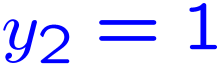 y₂ = 1